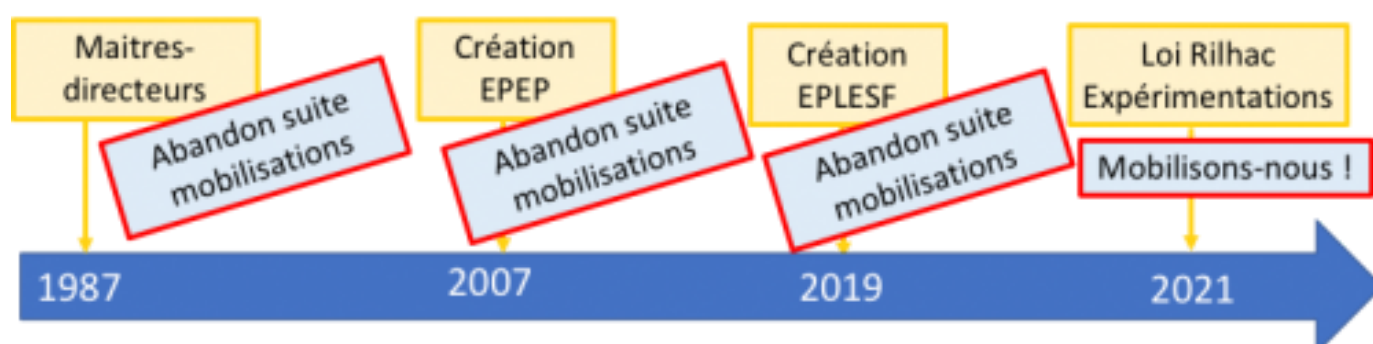 Maitres-
directeurs
Abandon suite
mobilisations
1987
Création
EPEP
Abandon suite
mobilisations
2007
Création
EPLESF
Abandon suite
mobilisations
2019
Loi Rilhac
Expérimentations
Mobilisons-nous !
2021